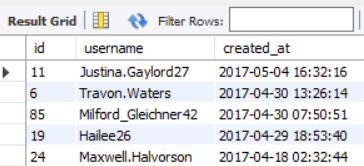 Result Grid Filter Rows:
id username created_at
11 Justina.Gaylord27 2017-05-04 16:32:16
6 Travon.Waters 2017-04-30 13:26:14
85 Milford_Gleichner42 2017-04-30 07:50:51
19 Hailee26 2017-04-29 18:53:40
24 Maxwell.Halvorson 2017-04-18 02:32:44